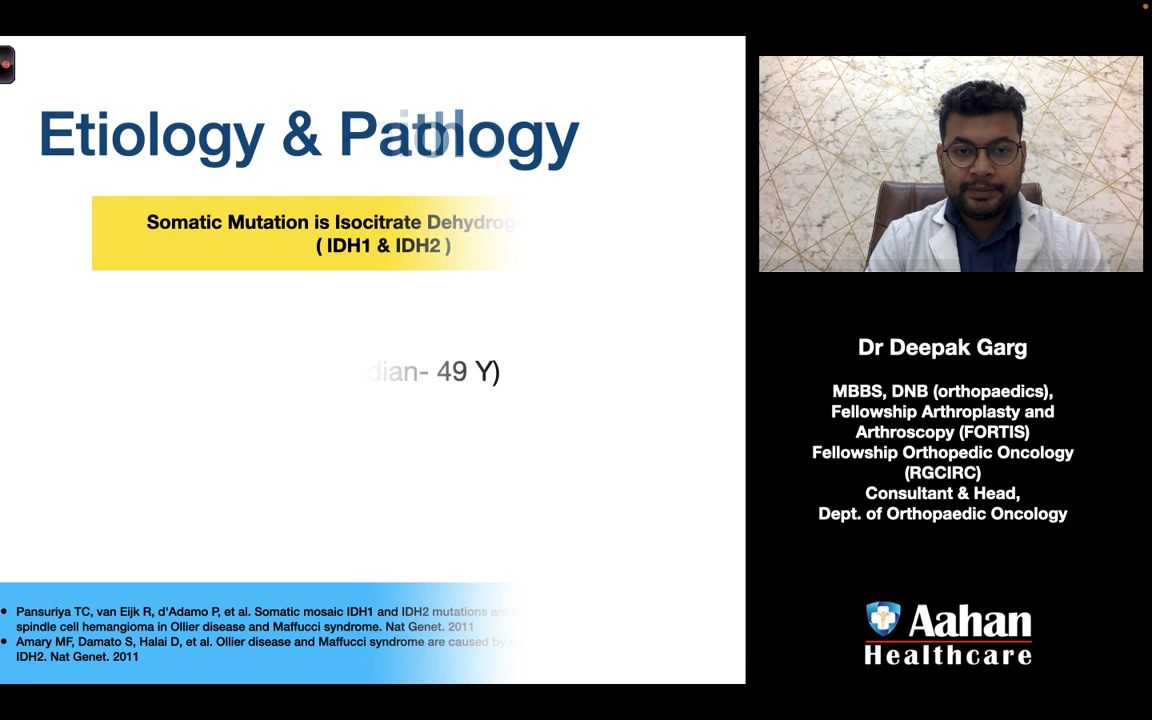 Etiology & Pathology
Somatic Mutation is Isocitrate
( IDH1 & IDH2 )
49 Y)
Pansuriya TC, van Eijk R, d'Adamo P, et al. Somatic mosaic IDH1 and IDH2 mutations are
spindle cell hemangioma in Ollier disease and Maffucci syndrome. Nat Genet. 2011
Amary MF, Damato S, Halai D, et al. Ollier disease and Maffucci syndrome are caused by
IDH2. Nat Genet. 2011
Dr Deepak Garg
MBBS, DNB (orthopaedics),
Fellowship Arthroplasty and
Arthroscopy (FORTIS)
Fellowship Orthopedic Oncology
(RGCIRC)
Consultant & Head,
Dept. of Orthopaedic Oncology
Aahan
Healthcare